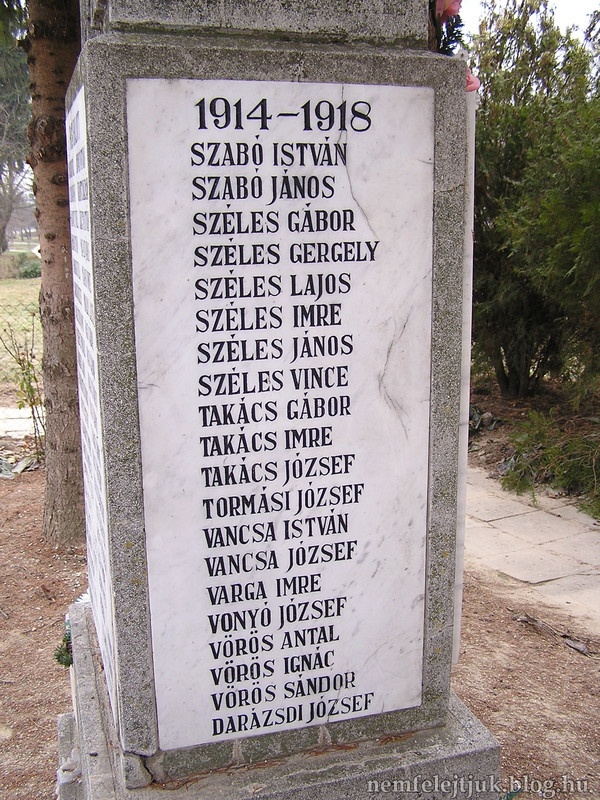 1914-1918
SZABÓ ISTVÁN
SZABÓ JÁNOS
SZÉLES GÁBOR
SZÉLES GERGELY
SZÉLES LAJOS
SZÉLES IMRE
SZÉLES JÁNOS
SZÉLES VINCE
TAKÁCS GÁBOR
TAKÁCS IMRE
TAKÁCS JÓZSEF
TORMÁSI JÓZSEF
VANCSA ISTVÁN
VANCSA JÓZSEF
VARGA IMRE
VONYÓ JÓZSEF
VÖRÖS ANTAL
VÖRÖS IGNÁC
VÖRÖS SÁNDOR
DARÁZSDI JÓZSEF
nemfelejtjuk.blog.hu